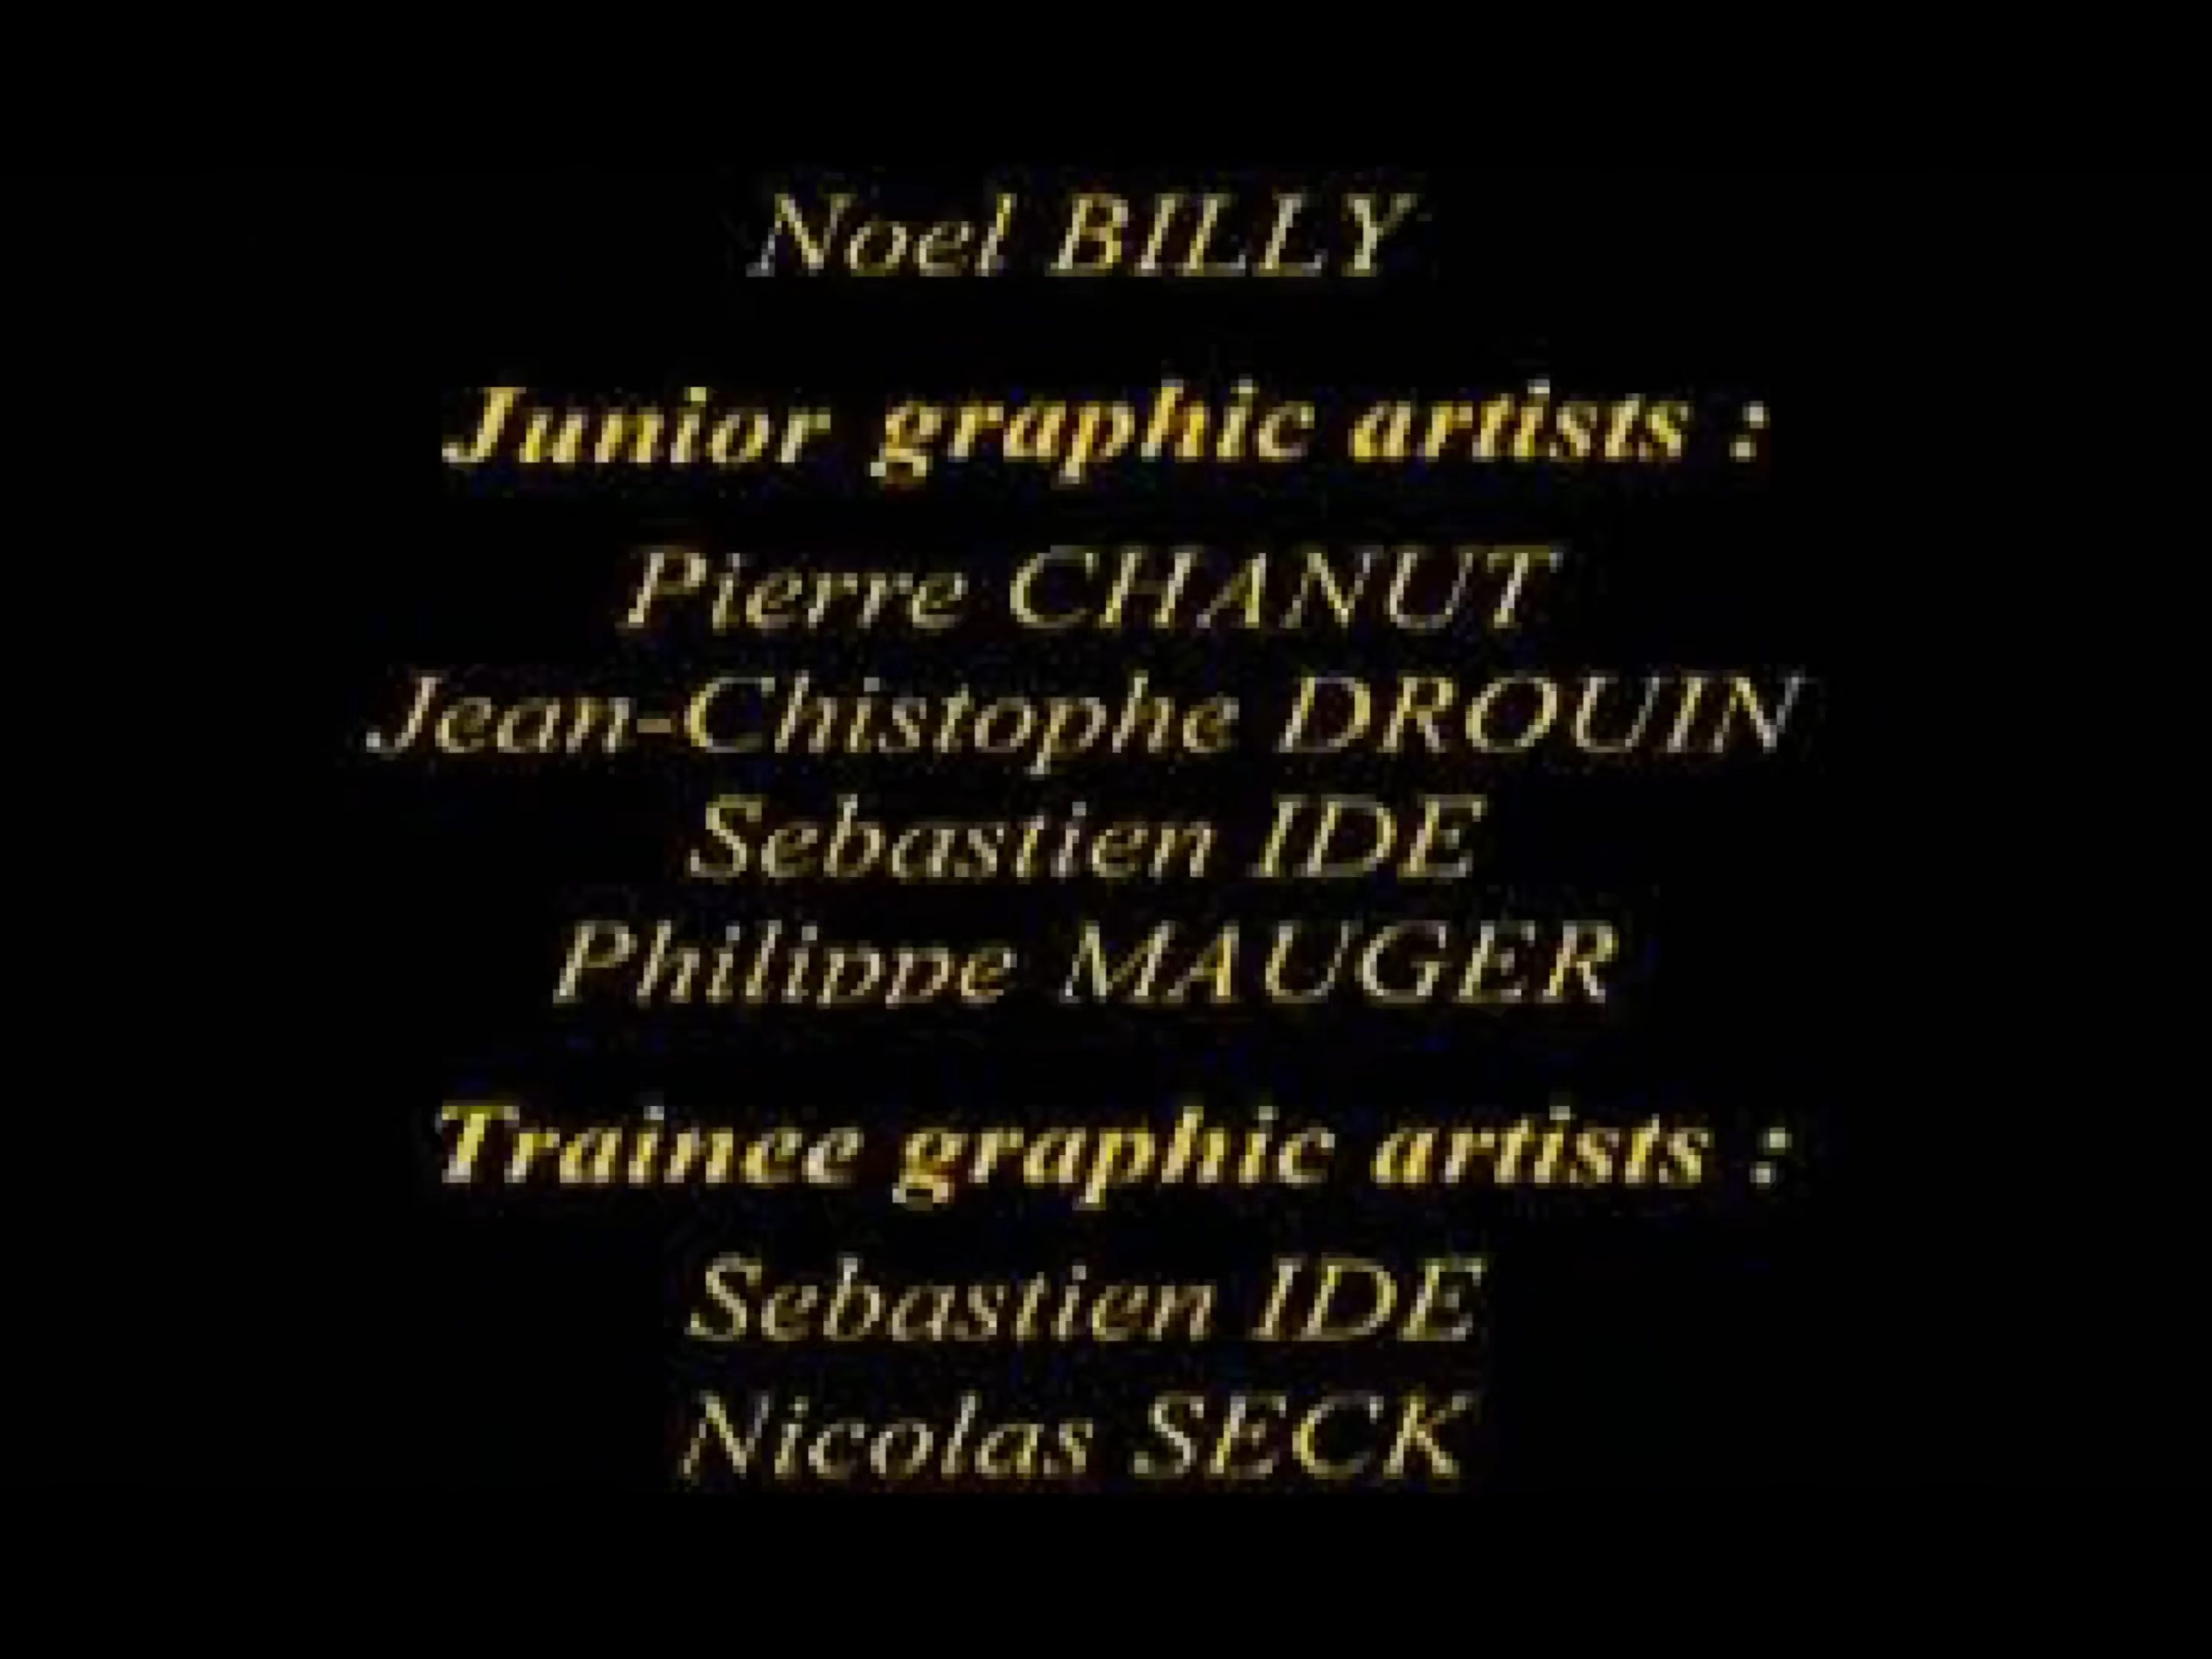 Noel BILLY
Junior graphic artists :
Pierre CHANUT
Jean-Chistophe DROUIN
Sebastien IDE
Philippe MAUGER
Trainee graphic artists :
Sebastien IDE
Nicolas SECK